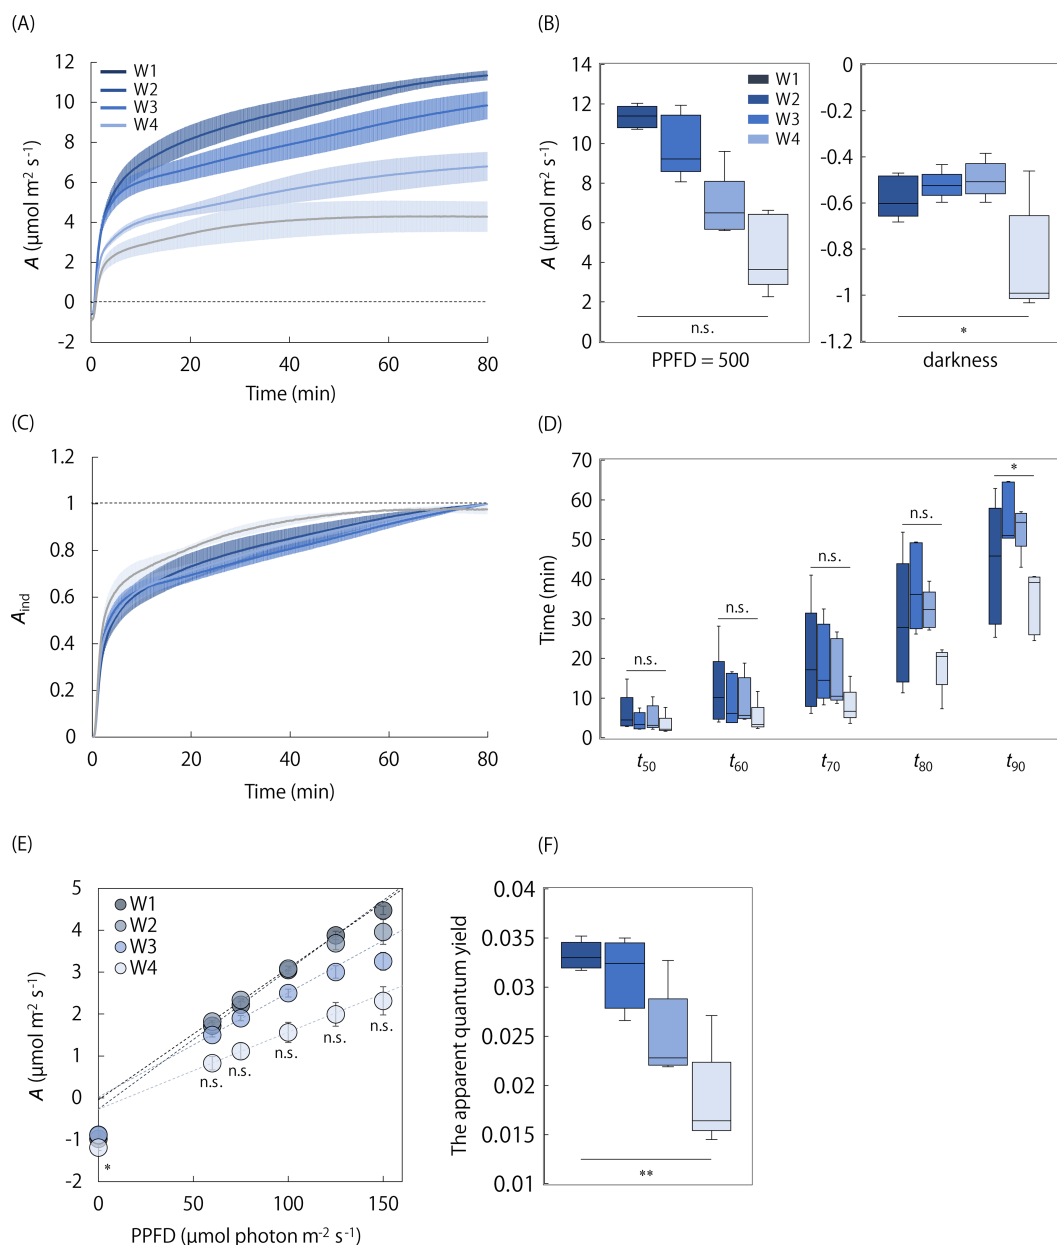 (A)
12
10
8
6
4
2
0
-2
A (μmol m-2 s-1)
W1
W2
W3
W4
0
20
40
60
80
Time (min)
(B)
14
12
10
8
6
4
2
0
A (μmol m-2 s-1)
W1
W2
W3
W4
n.s.
PPFD = 500
0
-0.2
-0.4
-0.6
-0.8
-1
-1.2
*
darkness
(C)
1.2
1
0.8
0.6
0.4
0.2
0
Aind
0
20
40
60
80
Time (min)
(D)
70
60
50
40
30
20
10
0
Time (min)
n.s.
n.s.
n.s.
n.s.
*
t50
t60
t70
t80
t90
(E)
5
4
3
2
1
0
-1
-2
A (μmol m-2 s-1)
W1
W2
W3
W4
n.s.
n.s.
n.s.
n.s.
n.s.
*
0
50
100
150
PPFD (μmol photon m-2 s-1)
(F)
0.04
0.035
0.03
0.025
0.02
0.015
0.01
The apparent quantum yield
**